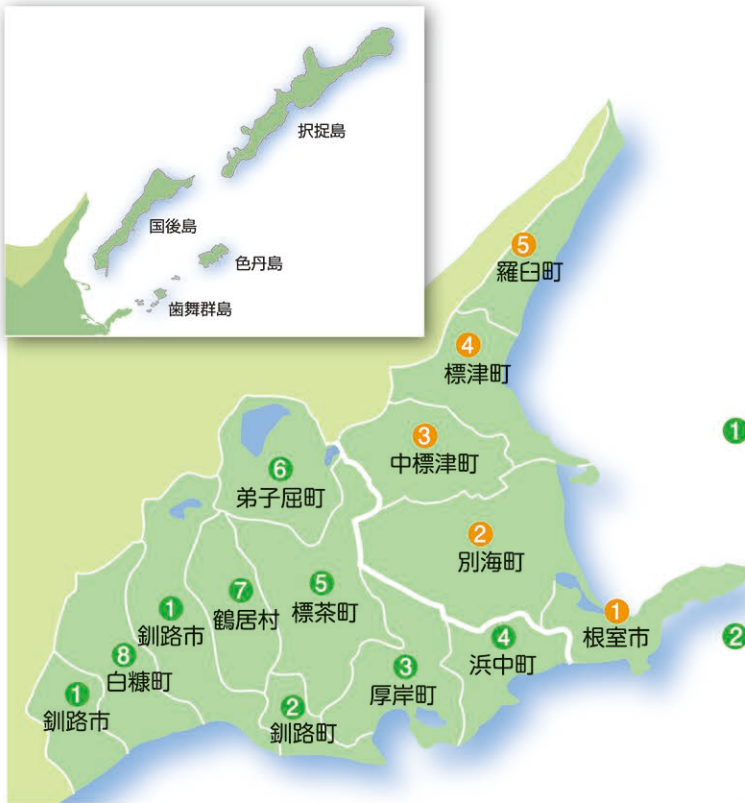 択捉島
国後島
色丹島
歯舞群島
5
羅臼町
4
標津町
3
中標津町
1
6
弟子屈町
2
別海町
5
標茶町
7
鶴居村
1
釧路市
1
根室市
2
4
浜中町
8
白糠町
3
厚岸町
1
釧路市
2
釧路町